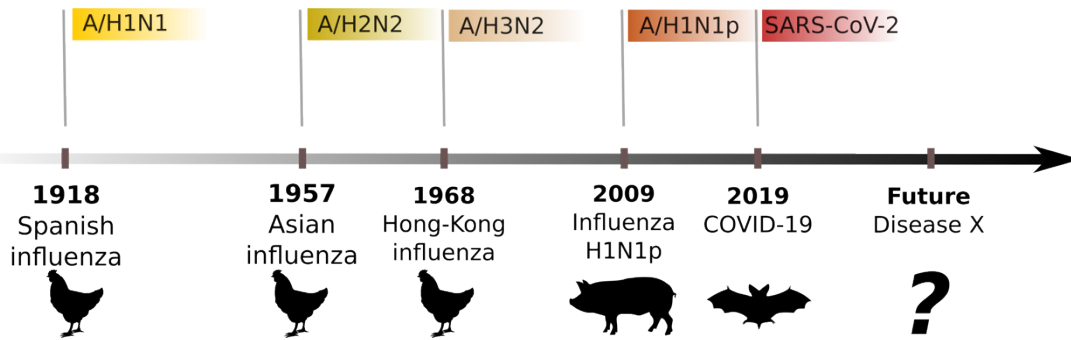 A/H1N1
A/H2N2
A/H3N2
A/H1N1p
SARS-CoV-2
1918
Spanish
influenza
1957
Asian
influenza
1968
Hong-Kong
influenza
2009
Influenza
H1N1p
2019
COVID-19
Future
Disease X
?